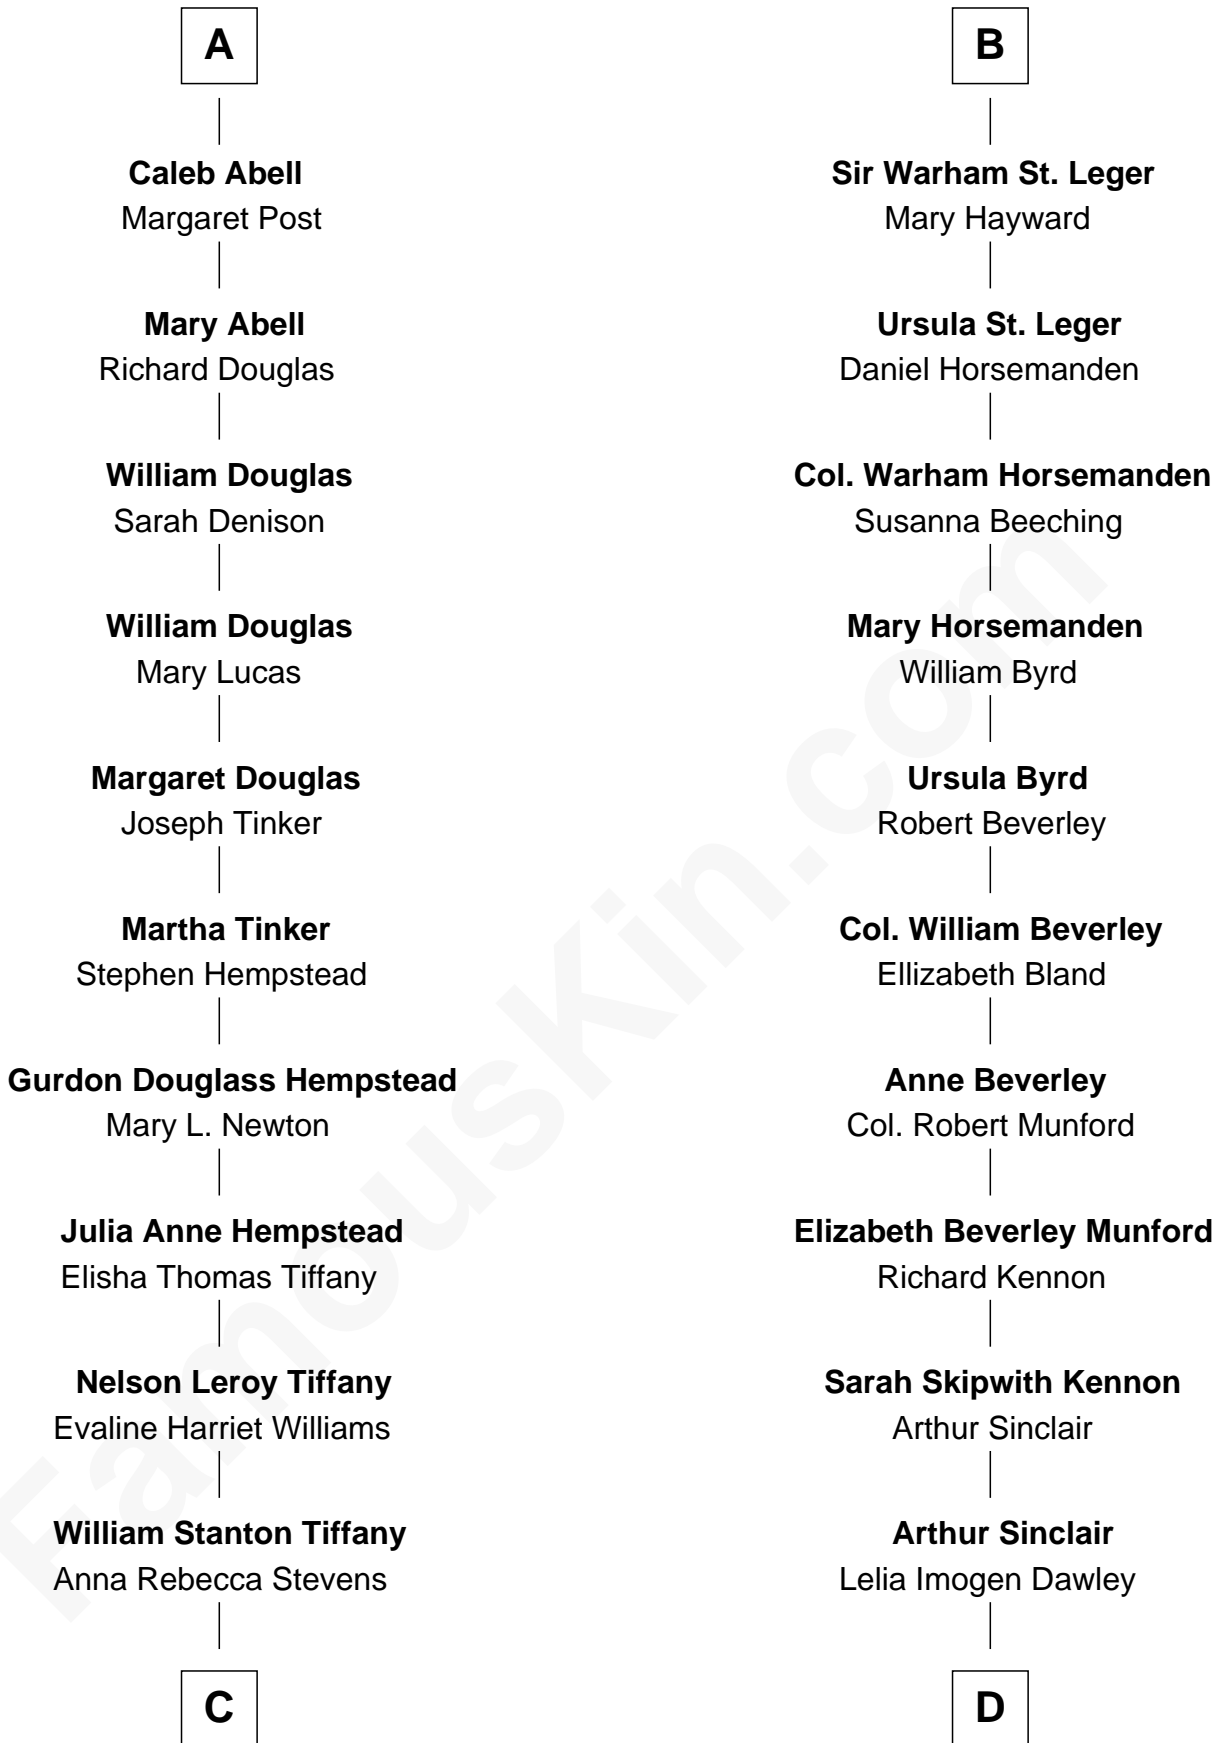 A
Caleb Abell
Margaret Post
Mary Abell
Richard Douglas
William Douglas
Sarah Denison
William Douglas
Mary Lucas
Margaret Douglas
Joseph Tinker
Martha Tinker
Stephen Hempstead
Gurdon Douglass Hempstead
Mary L. Newton
Julia Anne Hempstead
Elisha Thomas Tiffany
Nelson Leroy Tiffany
Evaline Harriet Williams
William Stanton Tiffany
Anna Rebecca Stevens
C
B
Sir Warham St. Leger
Mary Hayward
Ursula St. Leger
Daniel Horsemanden
Col. Warham Horsemanden
Susanna Beeching
Mary Horsemanden
William Byrd
Ursula Byrd
Robert Beverley
Col. William Beverley
Ellizabeth Bland
Anne Beverley
Col. Robert Munford
Elizabeth Beverley Munford
Richard Kennon
Sarah Skipwith Kennon
Arthur Sinclair
Arthur Sinclair
Lelia Imogen Dawley
D
FamousKin.com